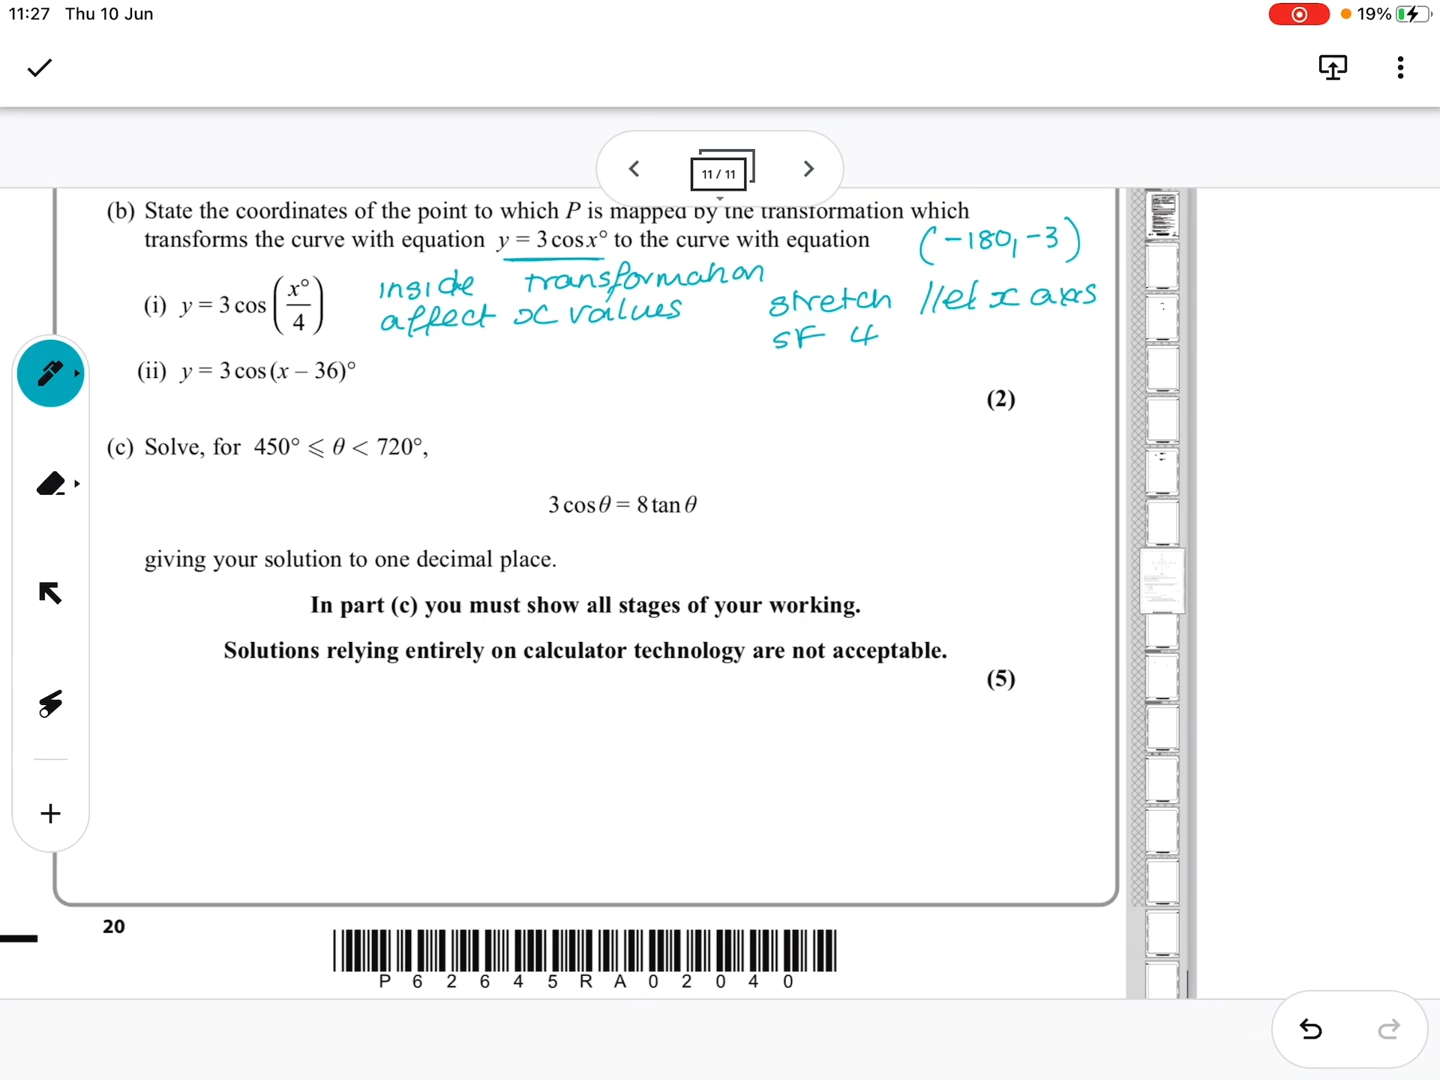 11:27 Thu 10 Jun
19%
11 / 11
(b) State the coordinates of the point to which P is mapped by the transformation which
transforms the curve with equation y = 3 cos x° to the curve with equation
(-180, -3)
(i) y = 3 cos (x°/4)
inside transformation
affect x values
stretch //el x axes
SF 4
(ii) y = 3 cos (x – 36)°
(2)
(c) Solve, for 450° ⩽ θ < 720°,
3 cos θ = 8 tan θ
giving your solution to one decimal place.
In part (c) you must show all stages of your working.
Solutions relying entirely on calculator technology are not acceptable.
(5)
20
P 6 2 6 4 5 R A 0 2 0 4 0